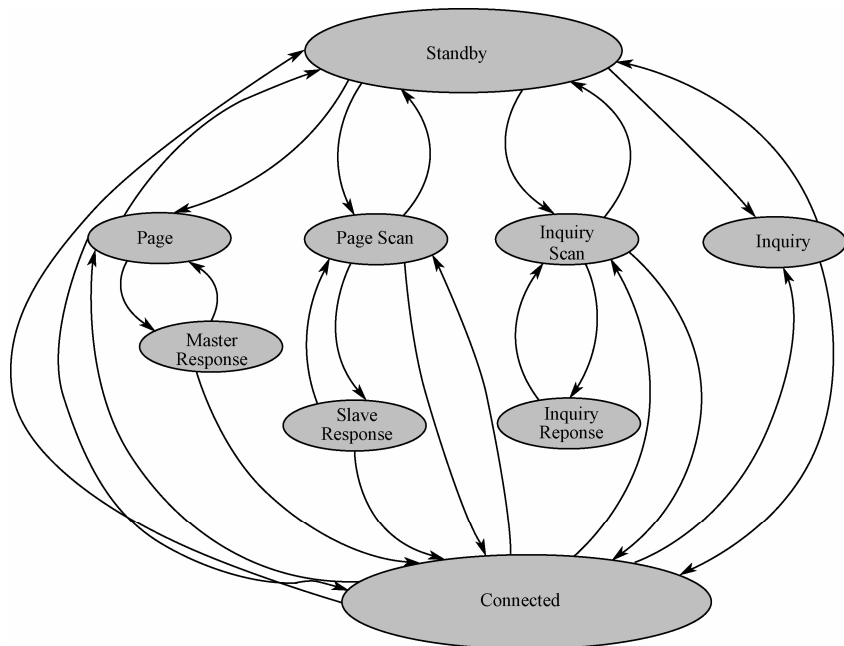 Standby
Page
Page Scan
Inquiry
Scan
Inquiry
Master
Response
Slave
Response
Inquiry
Reponse
Connected